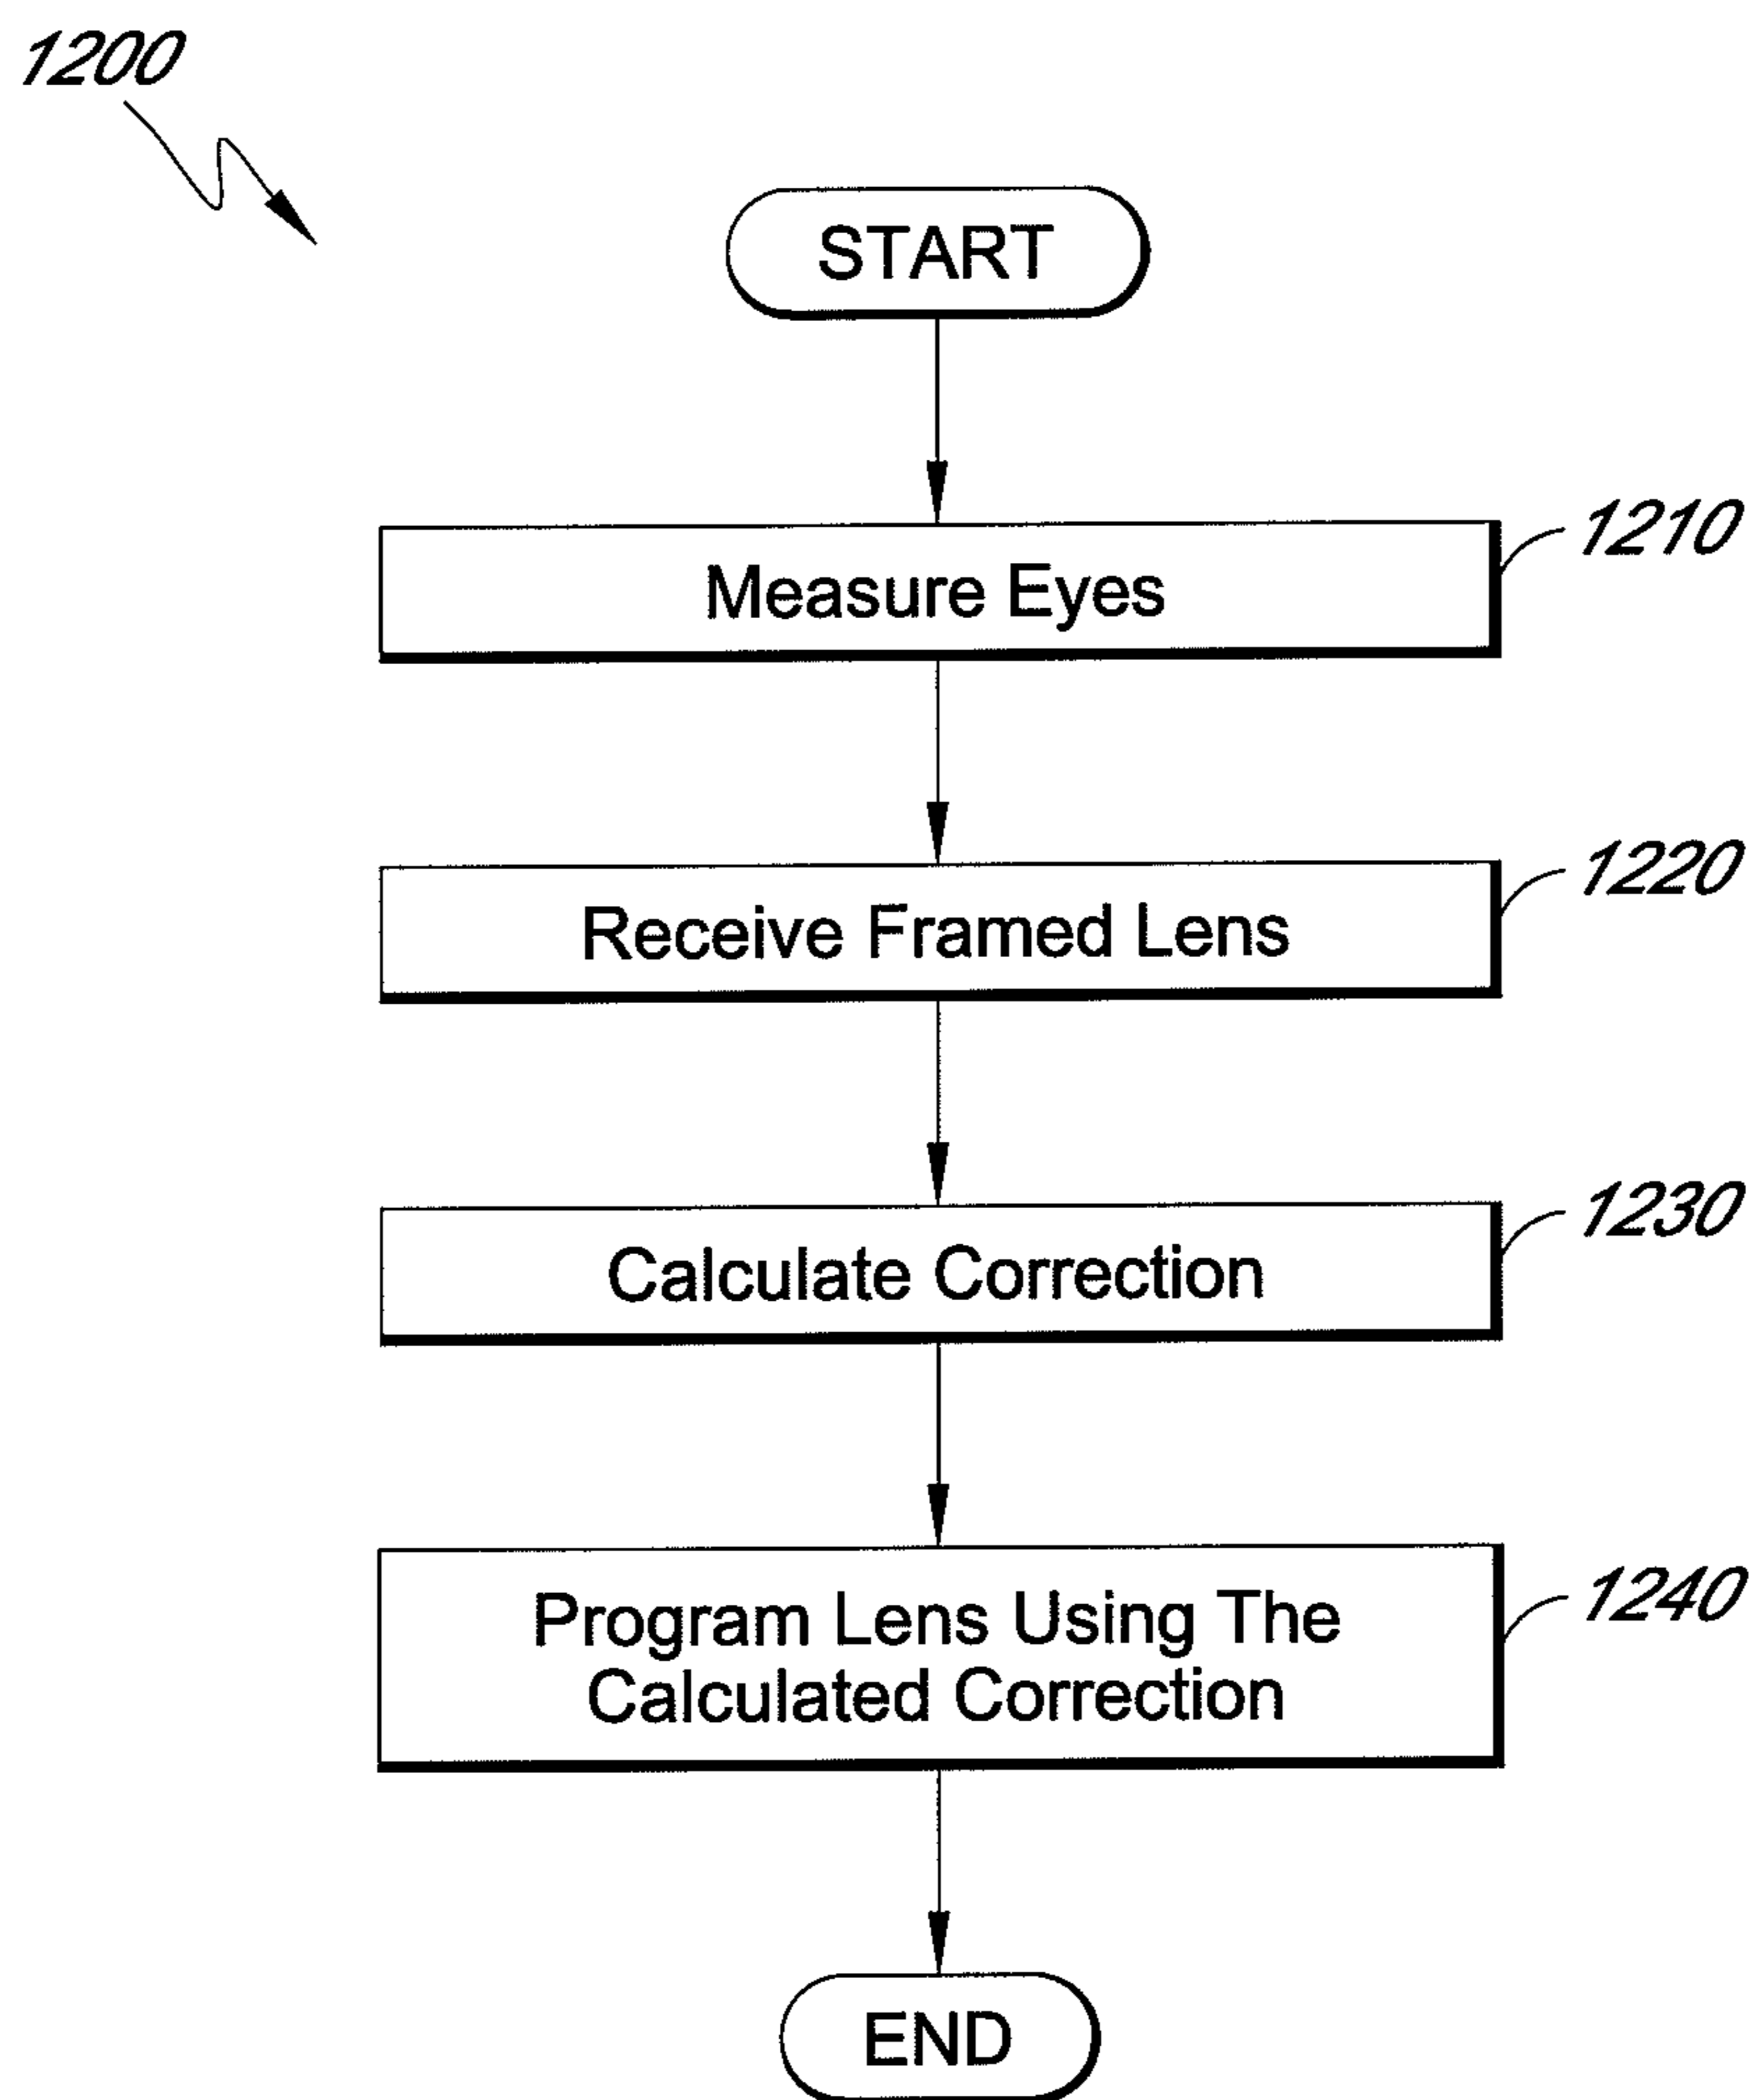 1200
START
Measure Eyes
1210
Receive Framed Lens
1220
Calculate Correction
1230
Program Lens Using The
Calculated Correction
1240
END